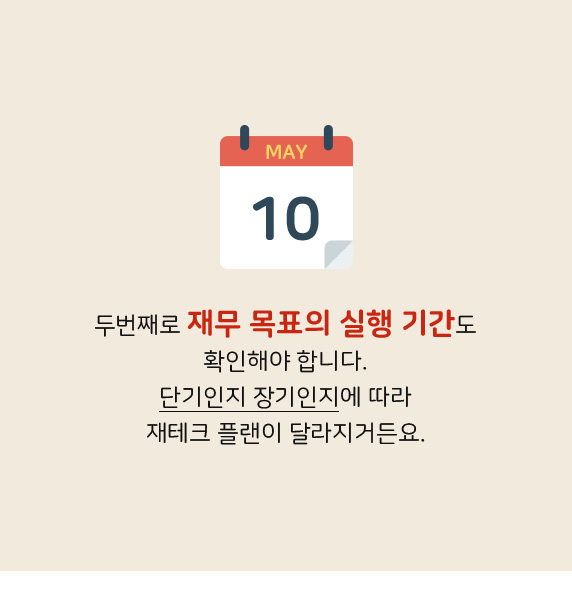 MAY
10
두번째로 재무 목표의 실행 기간도
확인해야 합니다.
단기인지 장기인지에 따라
재테크 플랜이 달라지거든요.